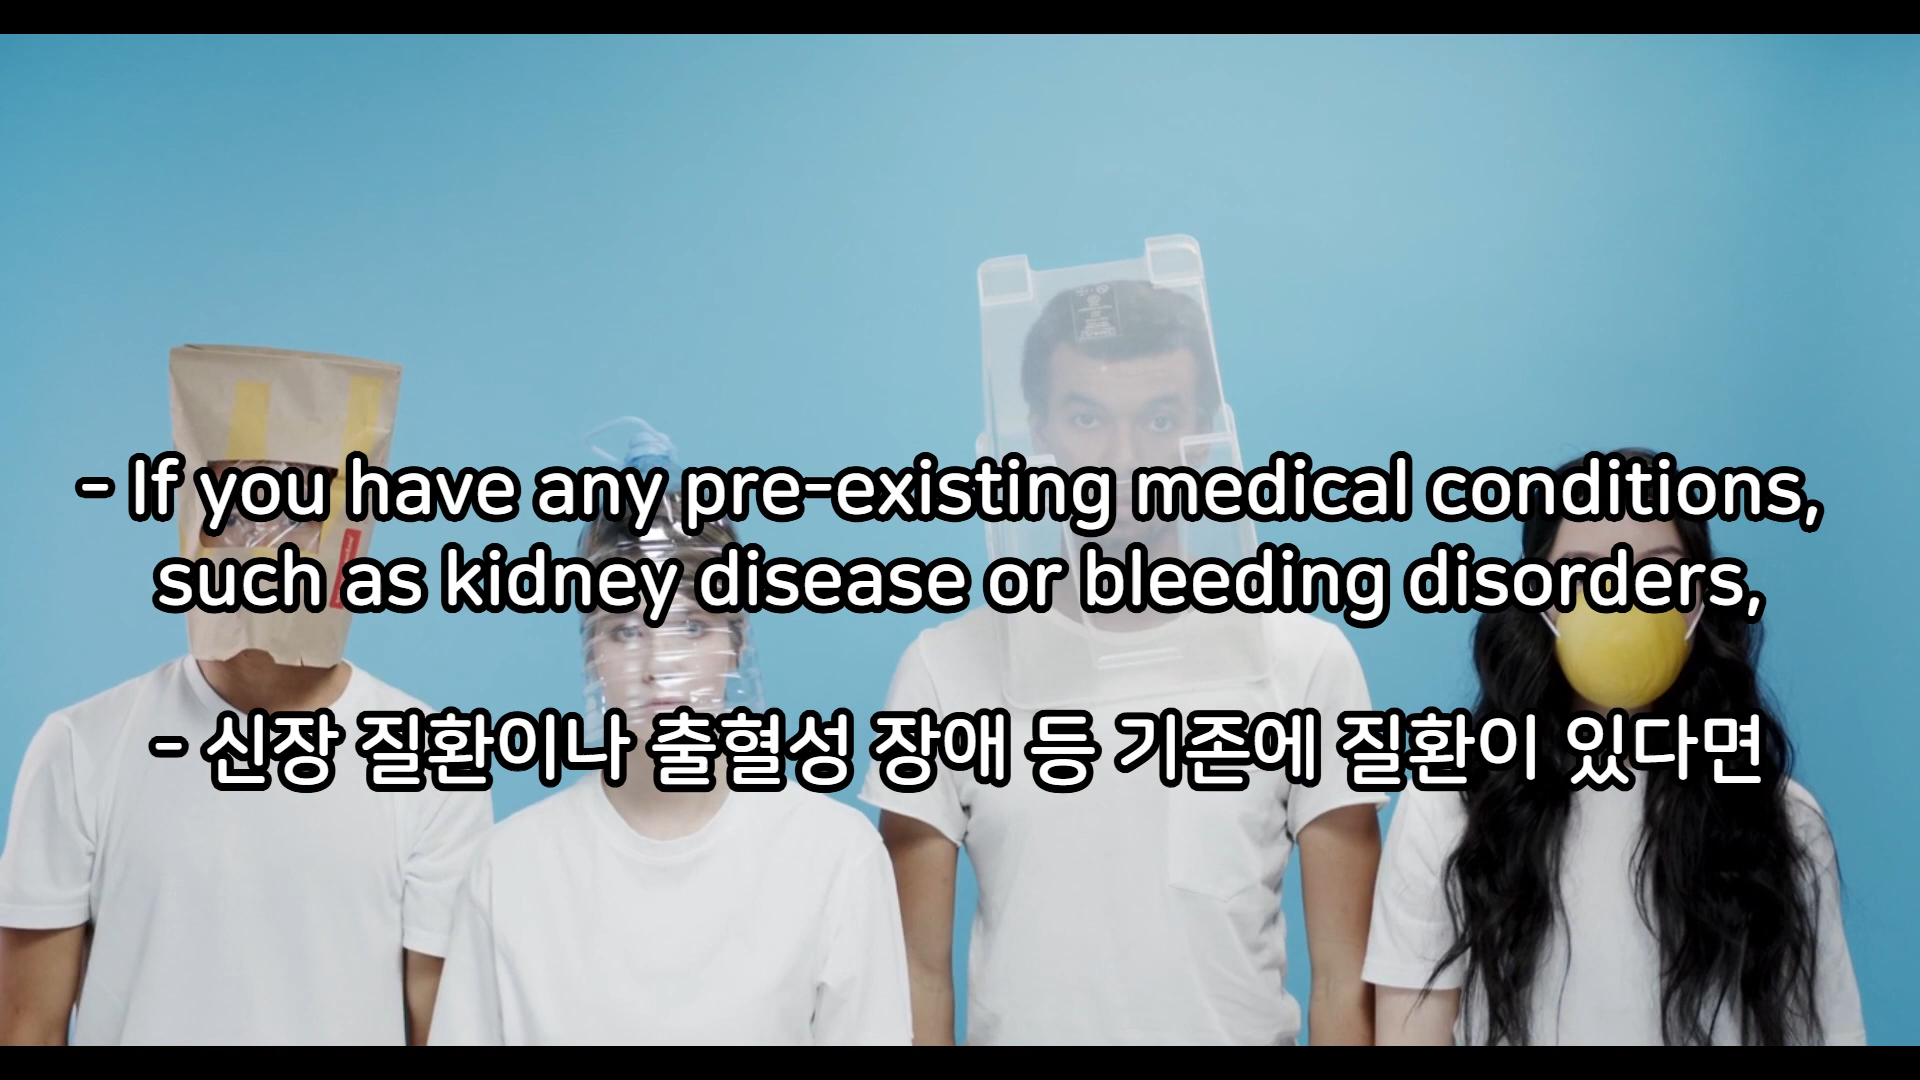 - If you have any pre-existing medical conditions,
such as kidney disease or bleeding disorders,
- 신장 질환이나 출혈성 장애 등 기존에 질환이 있다면